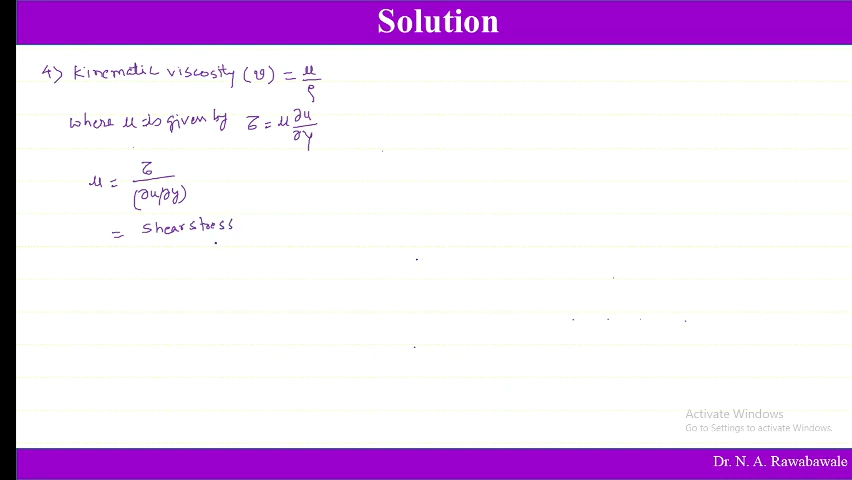 Solution
4> Kinematic viscosity (ϑ) = μ/ρ
where μ is given by τ = μ ∂u/∂y
μ = τ/(∂u/∂y)
= Shear stress
Activate Windows
Go to Settings to activate Windows.
Dr. N. A. Rawabawale